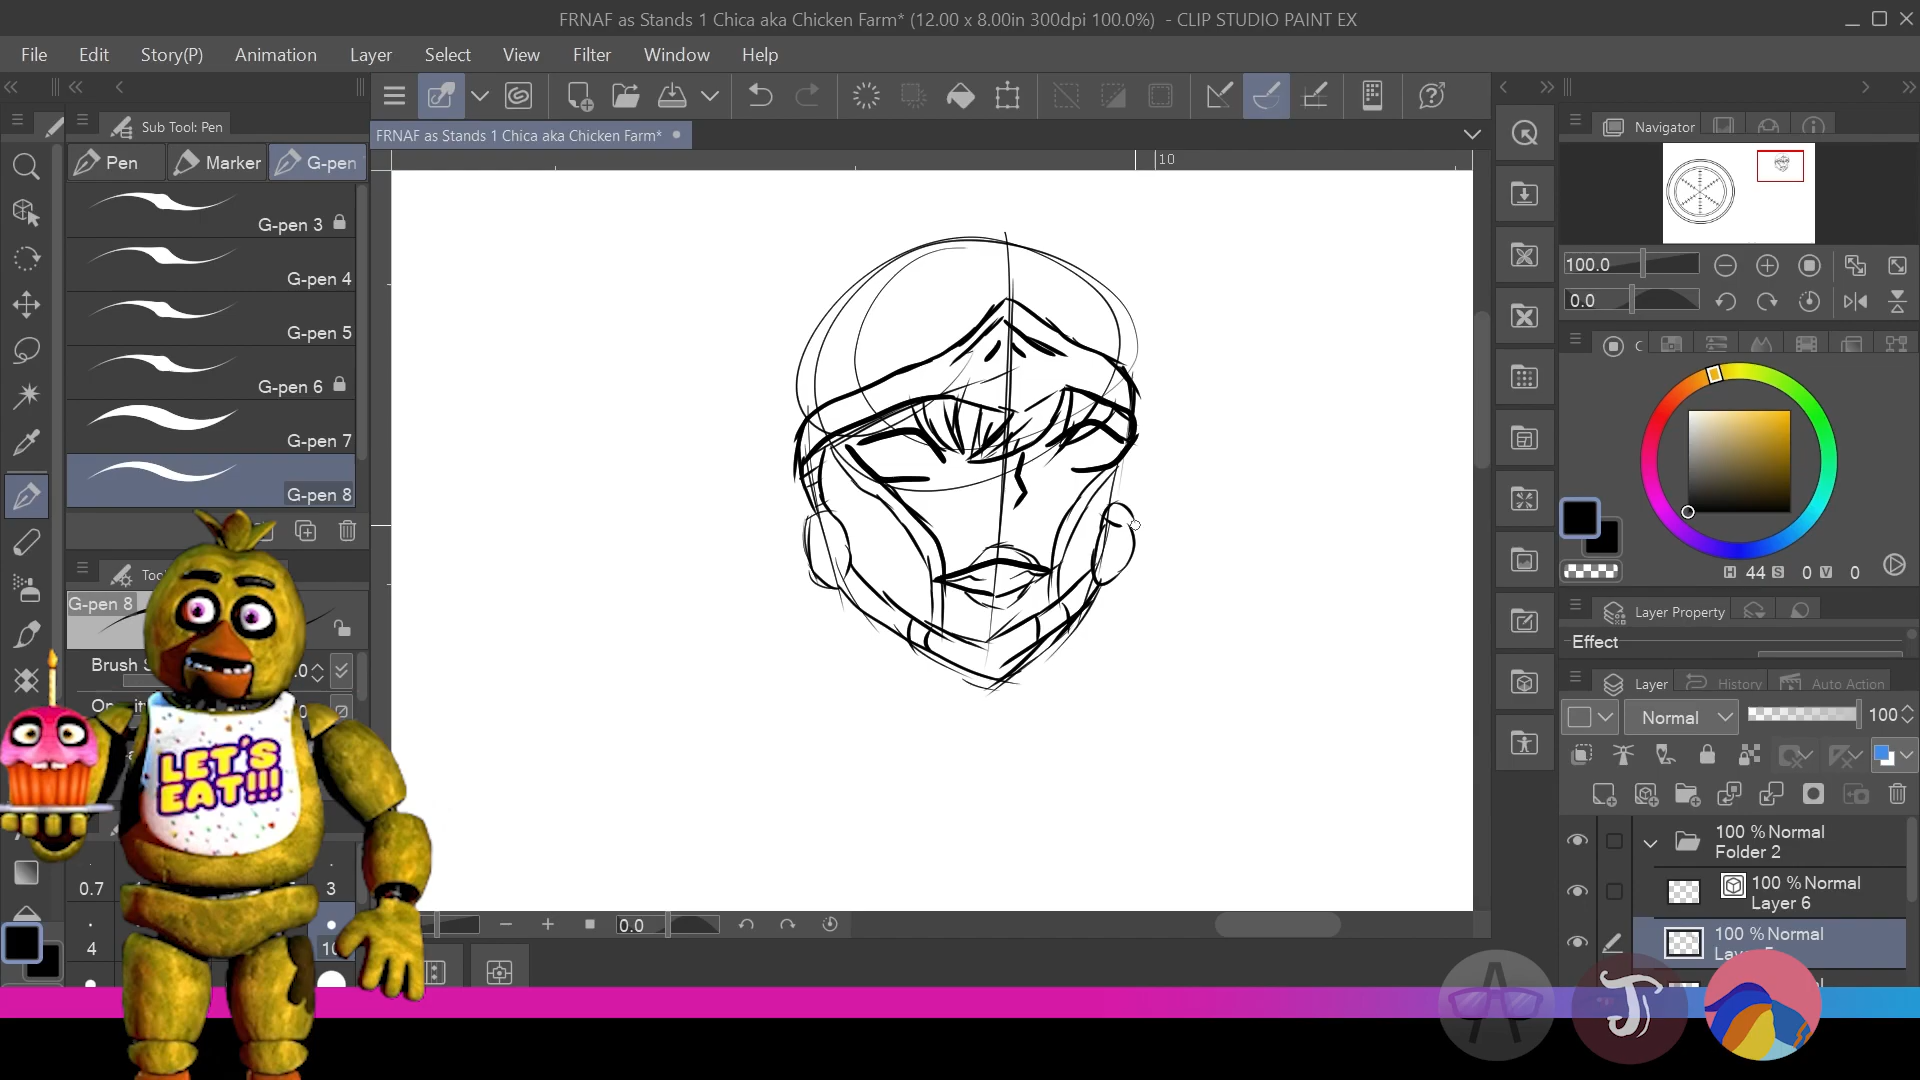 FRNAF as Stands 1 Chica aka Chicken Farm* (12.00 x 8.00in 300dpi 100.0%) - CLIP STUDIO PAINT EX
File Edit Story(P) Animation Layer Select View Filter Window Help
Sub Tool: Pen
FRNAF as Stands 1 Chica aka Chicken Farm*
Navigator
Pen Marker G-pen
10
G-pen 3
G-pen 4
G-pen 5
G-pen 6
G-pen 7
G-pen 8
100.0
0.0
C
H 44 S 0 V 0
G-pen 8
Layer Property
Effect
Brush
Layer History Auto Action
Normal 100
LET'S
EAT!!!
100 % Normal
Folder 2
100 % Normal
Layer 6
100 % Normal
0.7 3
4 10
0.0